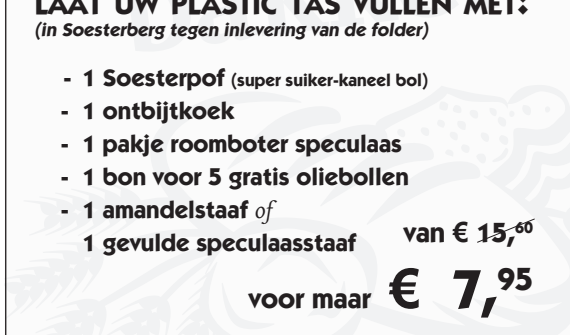 LAAT UW PLASTIC TAS VULLEN MET:
(in Soesterberg tegen inlevering van de folder)
- 1 Soesterpof (super suiker-kaneel bol)
- 1 ontbijtkoek
- 1 pakje roomboter speculaas
- 1 bon voor 5 gratis oliebollen
- 1 amandelstaaf of
1 gevulde speculaasstaaf
van € 15,60
voor maar € 7,95